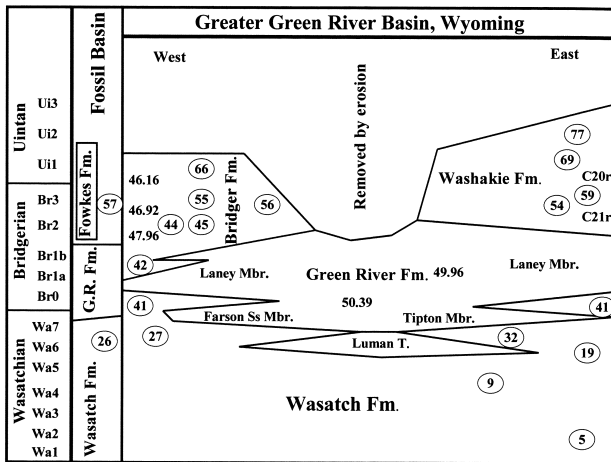 Greater Green River Basin, Wyoming
Fossil Basin
West
East
Removed by erosion
Uintan
Ui3
Ui2
Ui1
Bridgerian
Br3
Br2
Br1b
Br1a
Br0
Wasatchian
Wa7
Wa6
Wa5
Wa4
Wa3
Wa2
Wa1
Fowkes Fm.
G.R. Fm.
Wasatch Fm.
57
26
46.16
46.92
47.96
66
55
44
45
56
Bridger Fm.
42
41
27
Laney Mbr.
Green River Fm. 49.96
50.39
Farson Ss Mbr.
Tipton Mbr.
Luman T.
Wasatch Fm.
77
69
Washakie Fm.
C20r
59
54
C21r
Laney Mbr.
41
32
19
9
5